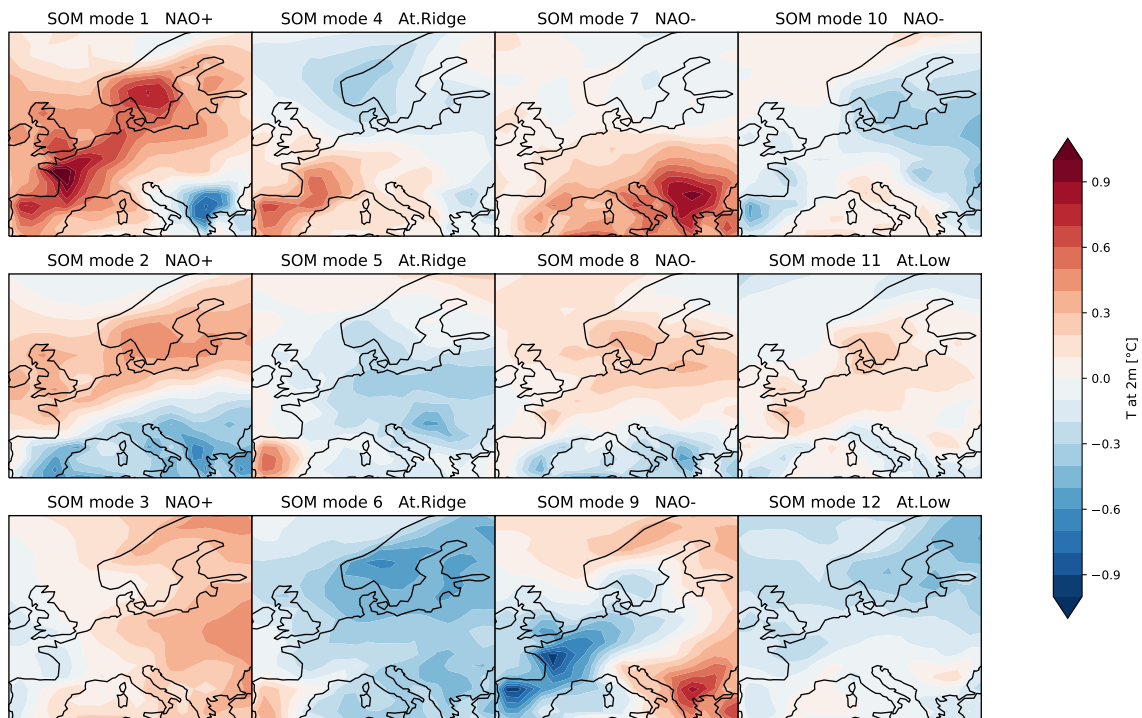 SOM mode 1 NAO+
SOM mode 4 At.Ridge
SOM mode 7 NAO-
SOM mode 10 NAO-
SOM mode 2 NAO+
SOM mode 5 At.Ridge
SOM mode 8 NAO-
SOM mode 11 At.Low
SOM mode 3 NAO+
SOM mode 6 At.Ridge
SOM mode 9 NAO-
SOM mode 12 At.Low
0.9
0.6
0.3
0.0
−0.3
−0.6
−0.9
T at 2m [°C]